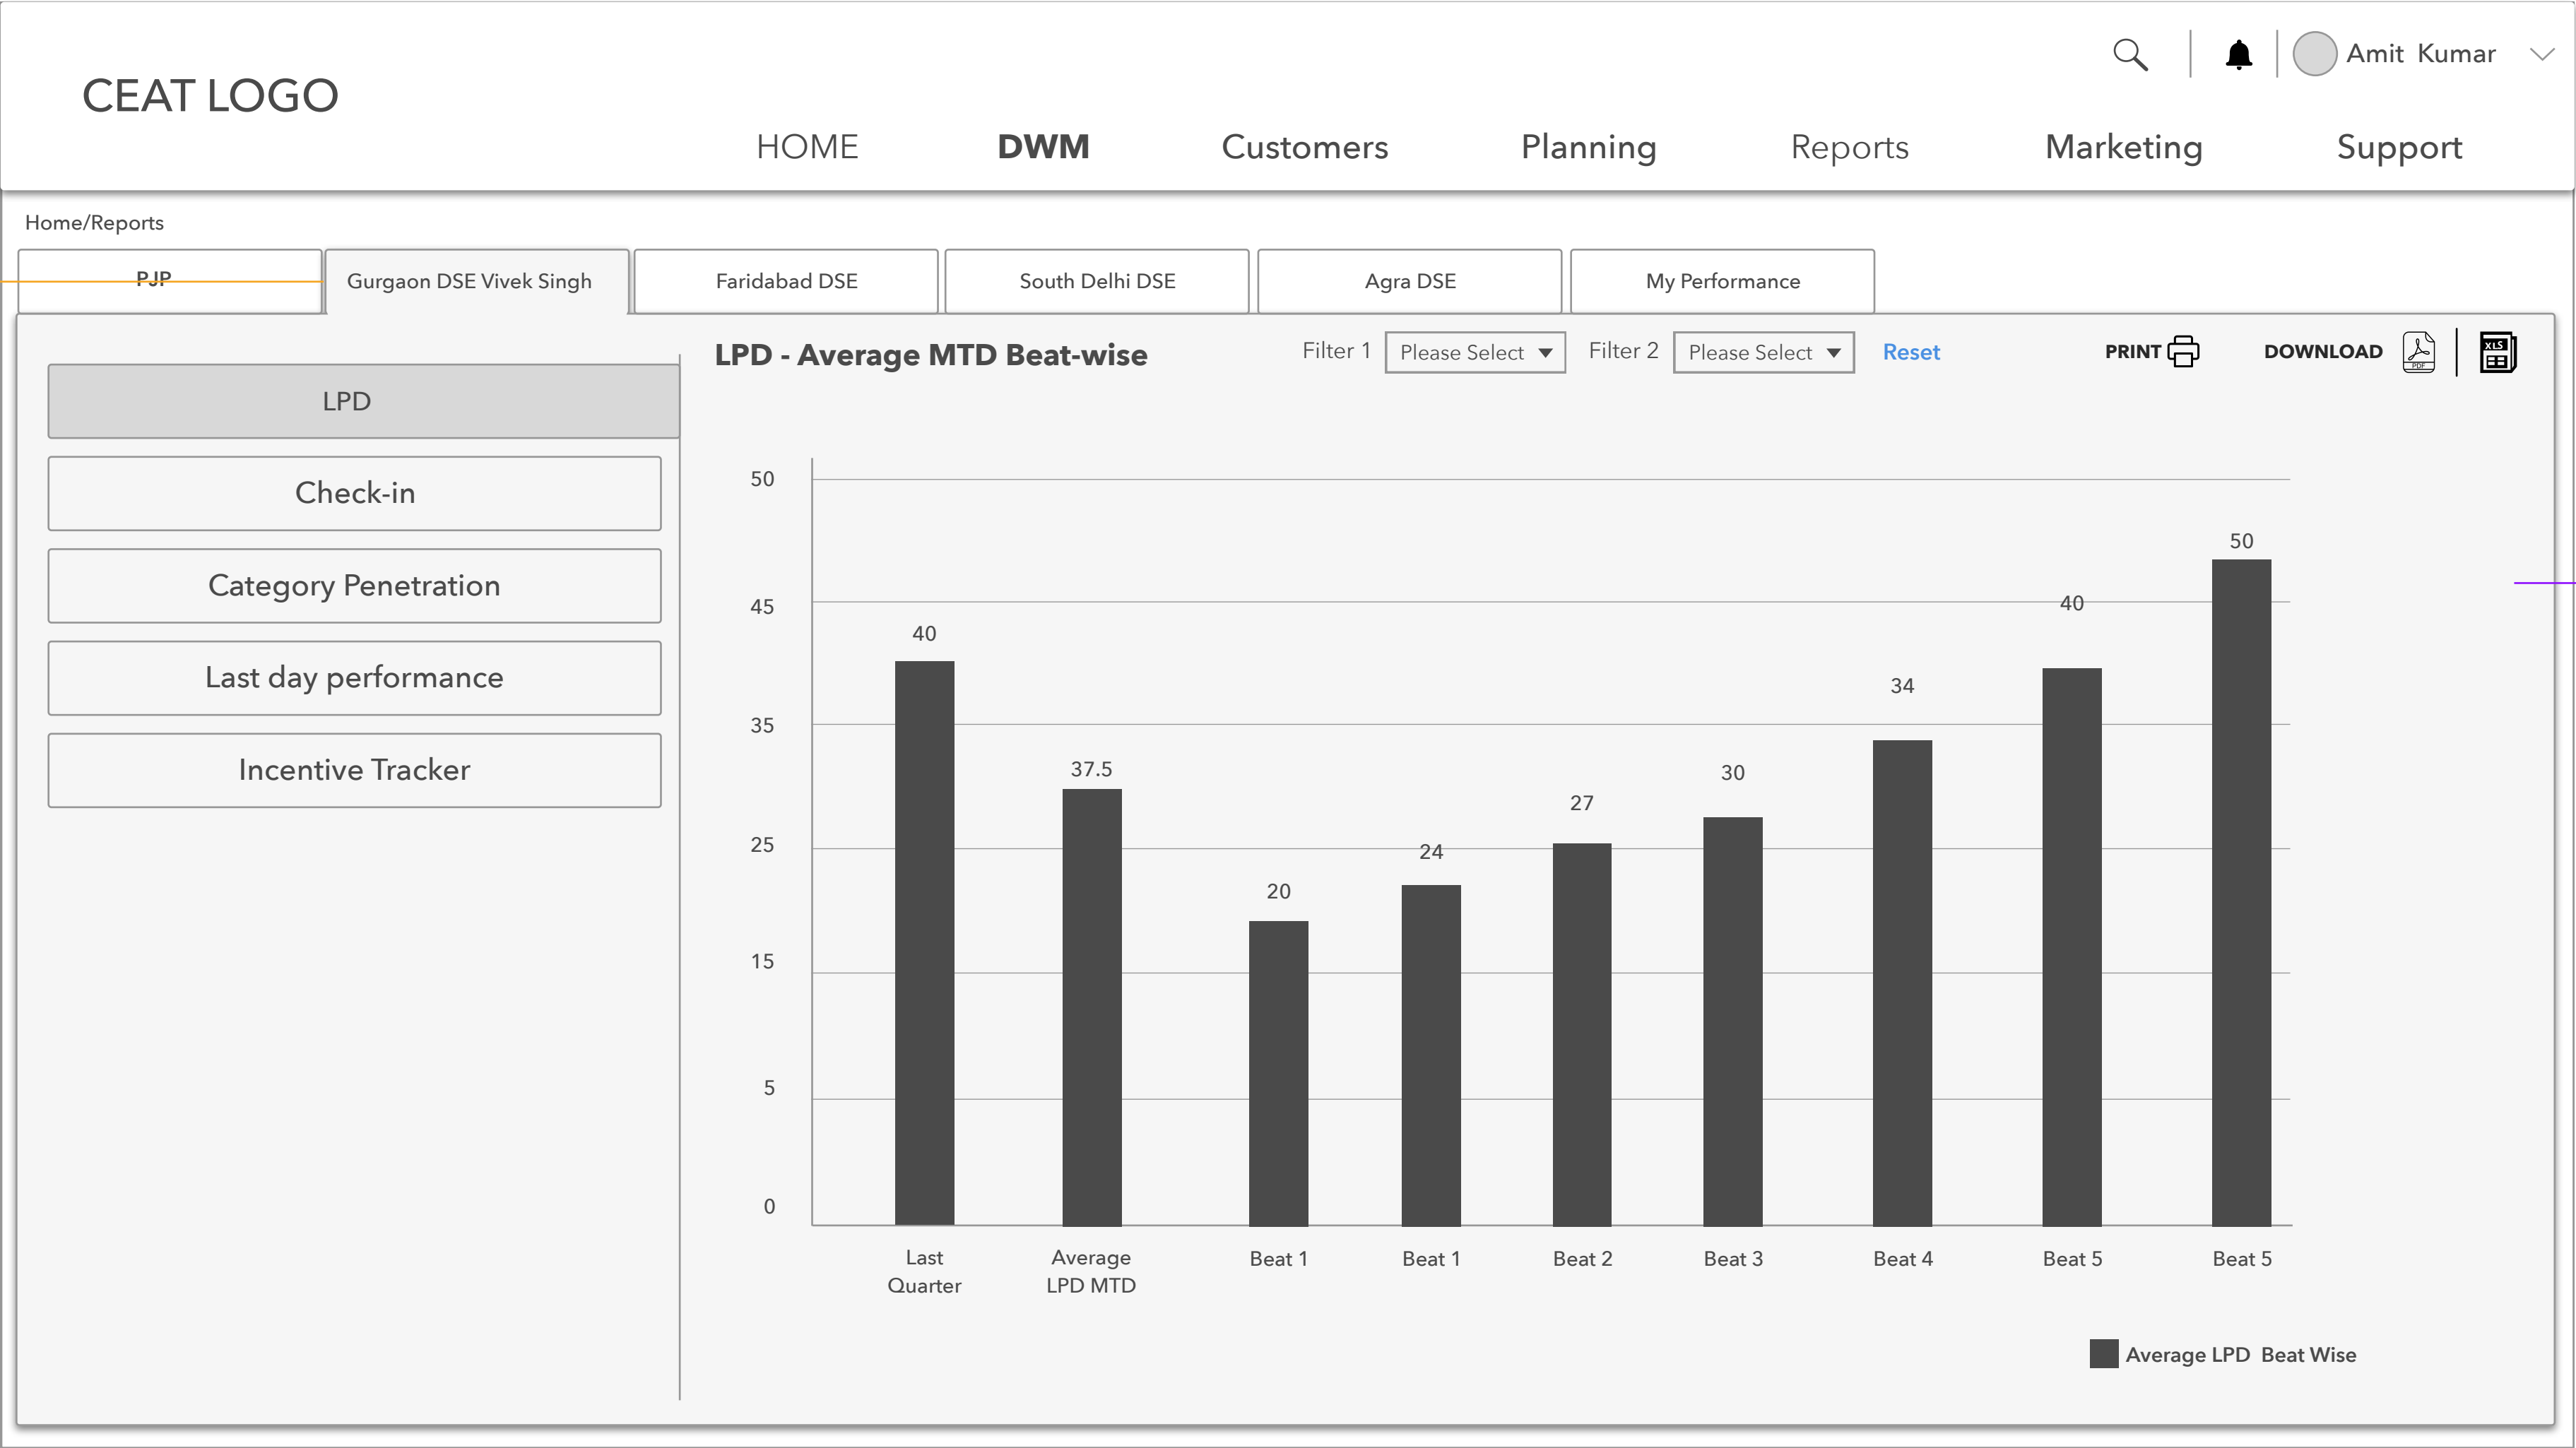 Amit Kumar
CEAT LOGO
HOME DWM Customers Planning Reports Marketing Support
Home/Reports
PJP Gurgaon DSE Vivek Singh Faridabad DSE South Delhi DSE Agra DSE My Performance
LPD - Average MTD Beat-wise Filter 1 Please Select Filter 2 Please Select Reset PRINT DOWNLOAD PDF XLS
LPD
Check-in
Category Penetration
Last day performance
Incentive Tracker
50
45
35
25
15
5
0
40
37.5
20
24
27
30
34
40
50
Last Quarter
Average LPD MTD
Beat 1
Beat 1
Beat 2
Beat 3
Beat 4
Beat 5
Beat 5
Average LPD Beat Wise